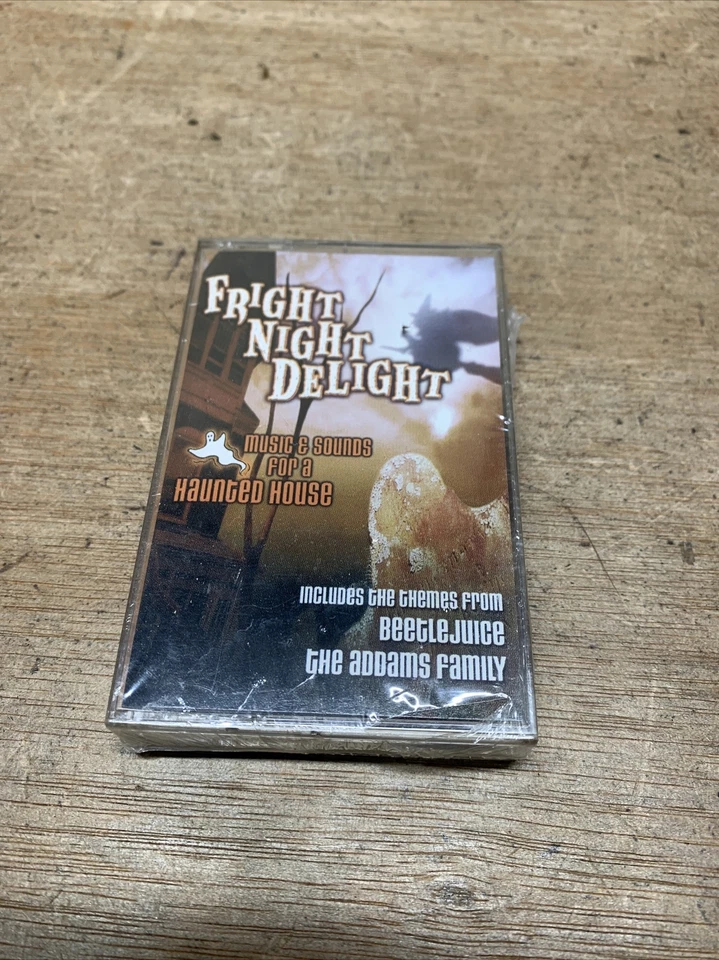 FRIGHT
NIGHT
DELIGHT
MUSIC & SOUNDS
FOR A
HAUNTED HOUSE
INCLUDES THE THEMES FROM
BEETLEJUICE
THE ADDAMS FAMILY